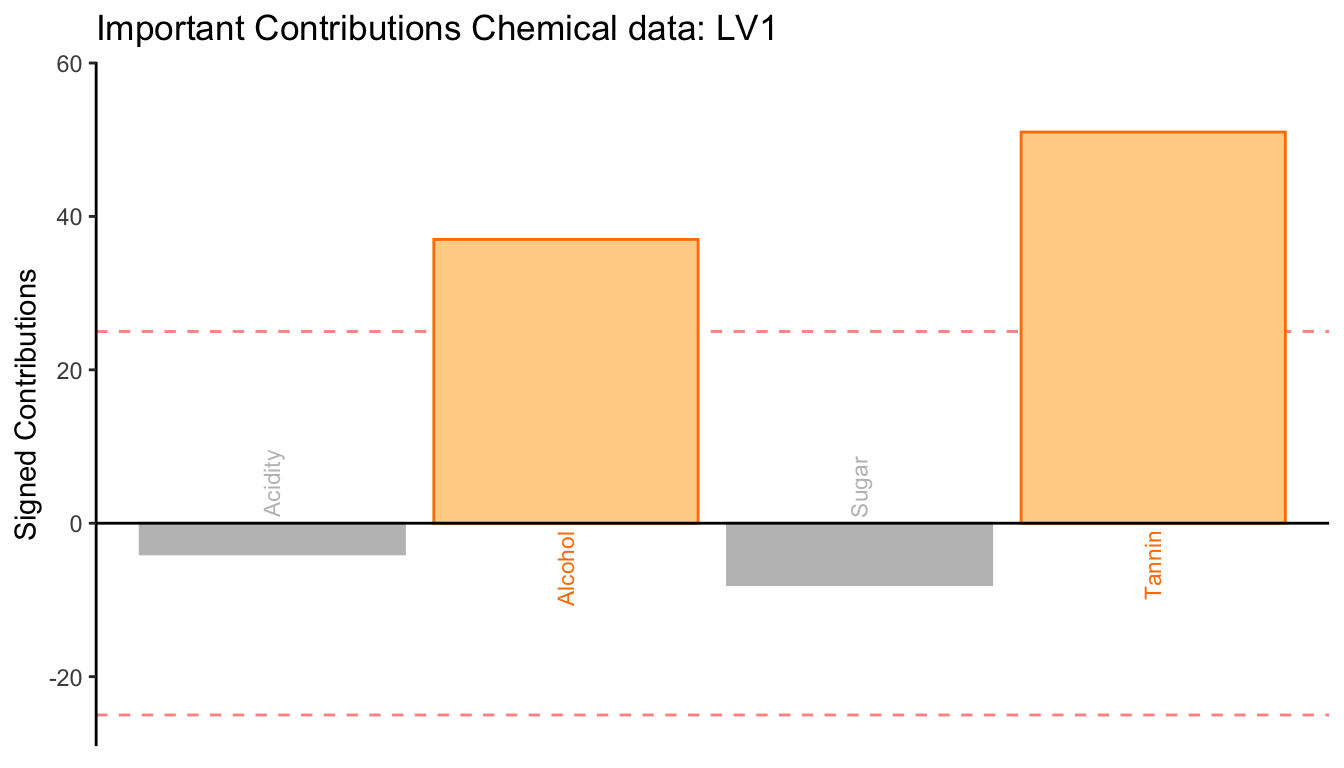 Important Contributions Chemical data: LV1
Signed Contributions
60
40
20
0
-20
Acidity
Alcohol
Sugar
Tannin